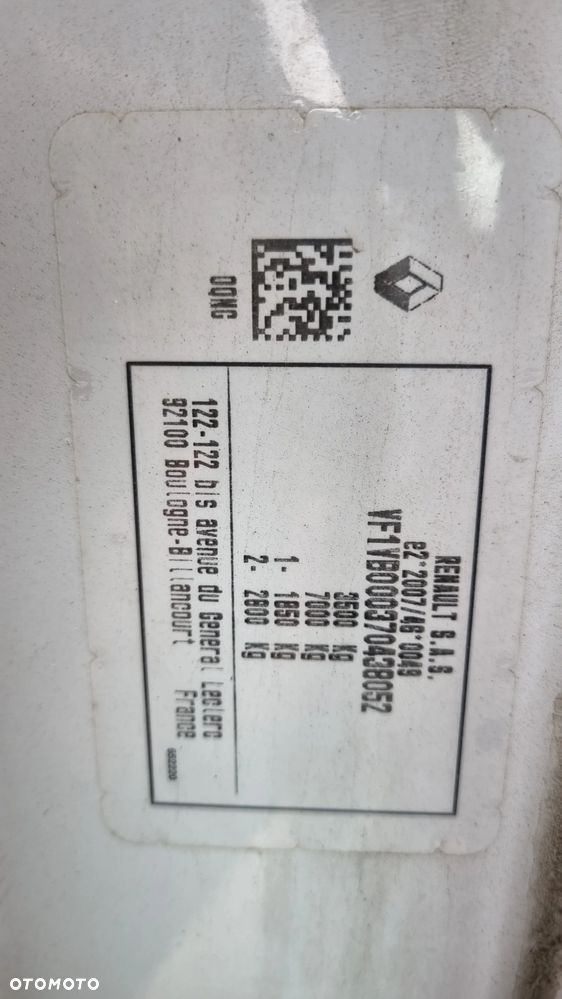 RENAULT S.A.S.
e2*2007/46*0049
VF1VB000370438052
3500 Kg
7000 Kg
1- 1850 Kg
2- 2600 Kg
122-122 bis avenue du General Leclerc
92100 Boulogne-Billancourt France
OTOMOTO